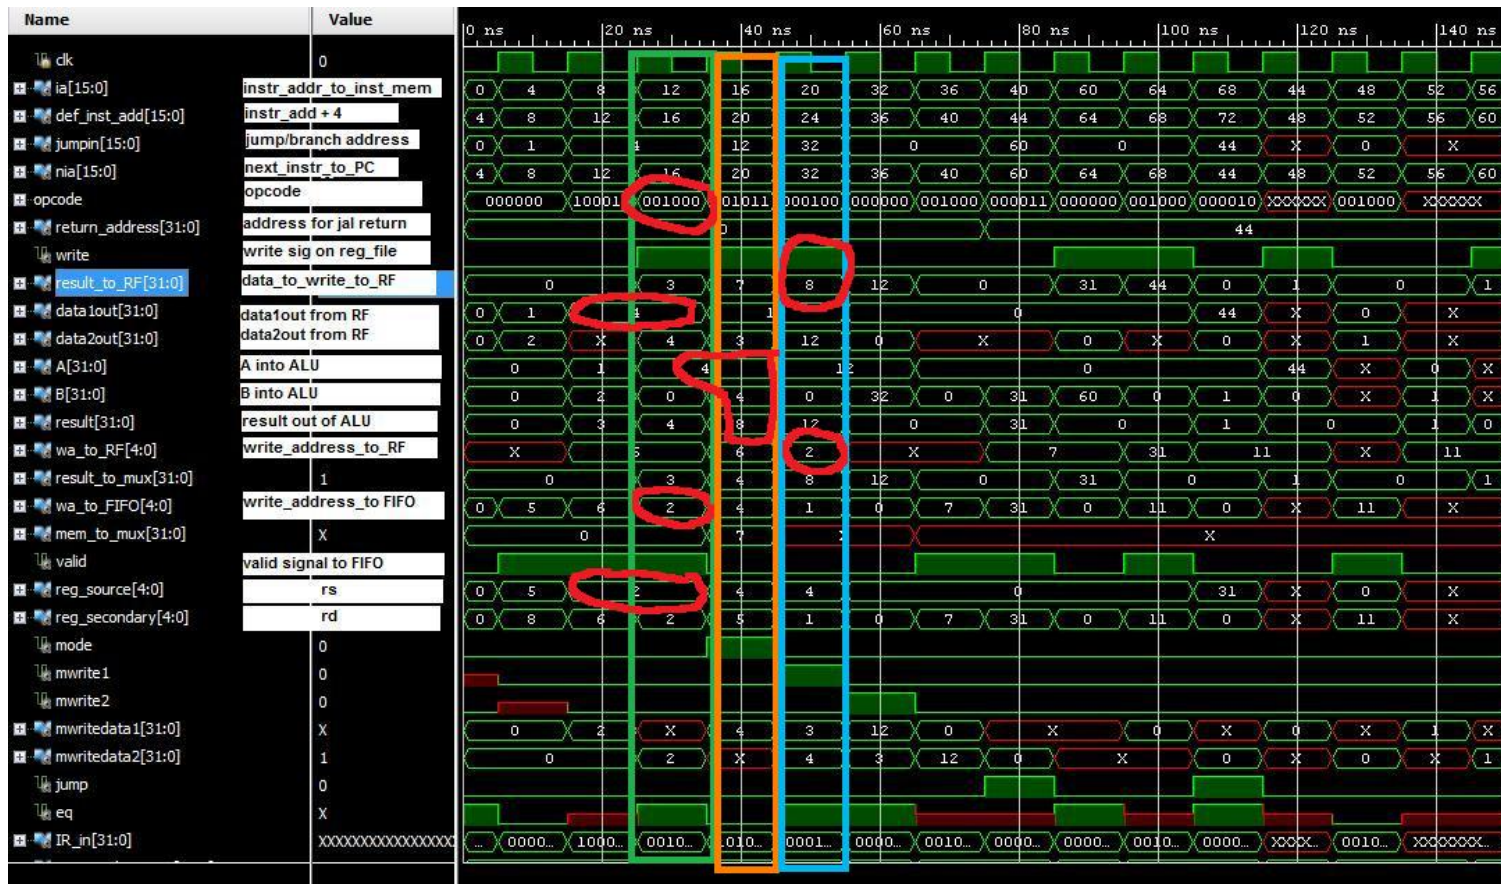 Name Value 0 ns 20 ns 40 ns 60 ns 80 ns 100 ns 120 ns 140 ns
clk 0
ia[15:0] instr_addr_to_inst_mem 0 4 8 12 16 20 32 36 40 60 64 68 44 48 52 56
def_inst_add[15:0] instr_add + 4 4 8 12 16 20 24 36 40 44 64 68 72 48 52 56 60
jumpin[15:0] jump/branch address 0 1 4 12 32 0 60 0 44 X 0 X
nia[15:0] next_instr_to_PC 4 8 12 16 20 32 36 40 60 64 68 44 48 52 56 60
opcode opcode 000000 10001 001000 01011 000100 000000 001000 000011 000000 001000 000010 XXXXXX 001000 XXXXXX
return_address[31:0] address for jal return 44
write write sig on reg_file
result_to_RF[31:0] data_to_write_to_RF 0 3 7 8 12 0 31 44 0 1 0 1
data1out[31:0] data1out from RF 0 1 4 1 0 44 X 0 X
data2out[31:0] data2out from RF 0 2 X 4 3 12 0 X 0 X 0 X 1 X
A[31:0] A into ALU 0 1 4 12 0 44 X 0 X
B[31:0] B into ALU 0 2 0 4 0 32 0 31 60 0 1 0 X 1 X
result[31:0] result out of ALU 0 3 4 8 12 0 31 0 1 0 1 0
wa_to_RF[4:0] write_address_to_RF X 6 2 X 7 31 11 X 11
result_to_mux[31:0] 1 0 3 4 8 12 0 31 0 1 0 1
wa_to_FIFO[4:0] write_address_to FIFO 0 5 6 2 4 1 0 7 31 0 11 0 X 11 X
mem_to_mux[31:0] X 0 7 X
valid valid signal to FIFO
reg_source[4:0] rs 0 5 2 4 4 0 31 X 0 X
reg_secondary[4:0] rd 0 8 6 2 5 1 0 7 31 0 11 0 X 11 X
mode 0
mwrite1 0
mwrite2 0
mwritedata1[31:0] X 0 2 X 4 3 12 0 X 0 X 0 X 1 X
mwritedata2[31:0] 1 0 2 X 4 3 12 0 X 0 X 0 X 1
jump 0
eq X
IR_in[31:0] XXXXXXXXXXXXXXXX ... 0000... 1000... 0010... 010... 0001... 0000... 0010... 0000... 0000... 0010... 0000... XXXX... 0010... XXXXXXX...